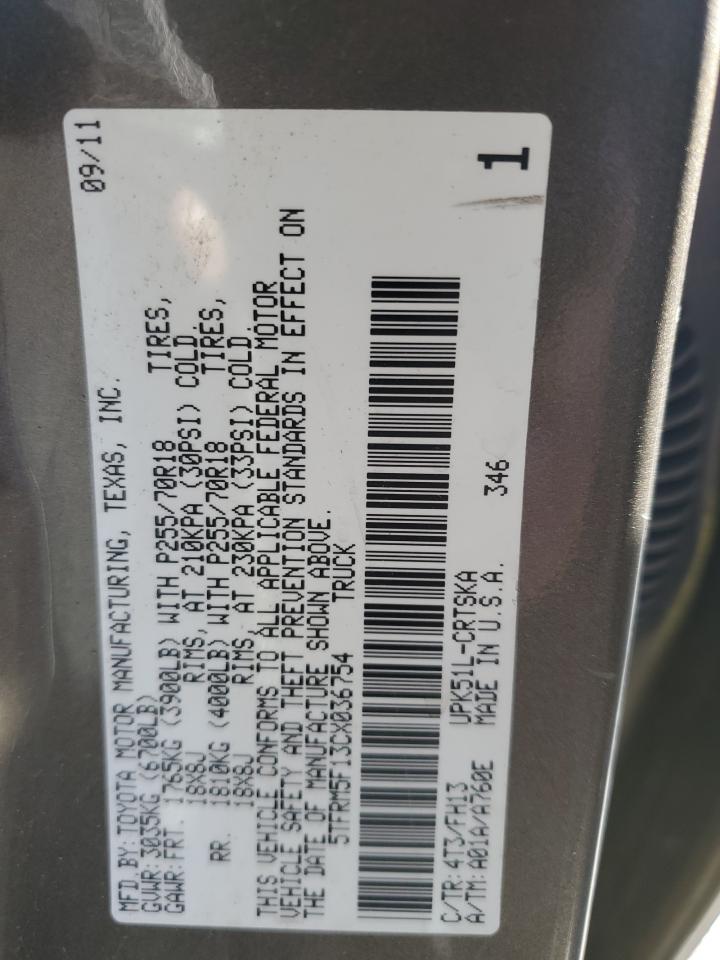 MFD.BY:TOYOTA MOTOR MANUFACTURING, TEXAS, INC. 09/11
GVWR:3035KG (6700LB)
GAWR:FRT. 1765KG (3900LB) WITH P255/70R18 TIRES,
18X8J RIMS, AT 210KPA (30PSI) COLD.
RR. 1810KG (4000LB) WITH P255/70R18 TIRES,
18X8J RIMS, AT 230KPA (33PSI) COLD.
THIS VEHICLE CONFORMS TO ALL APPLICABLE FEDERAL MOTOR
VEHICLE SAFETY AND THEFT PREVENTION STANDARDS IN EFFECT ON
THE DATE OF MANUFACTURE SHOWN ABOVE.
5TFRM5F13CX036754 TRUCK
C/TR:4T3/FH13 UPK51L-CRTSKA
A/TM:A01A/A760E MADE IN U.S.A. 346 1